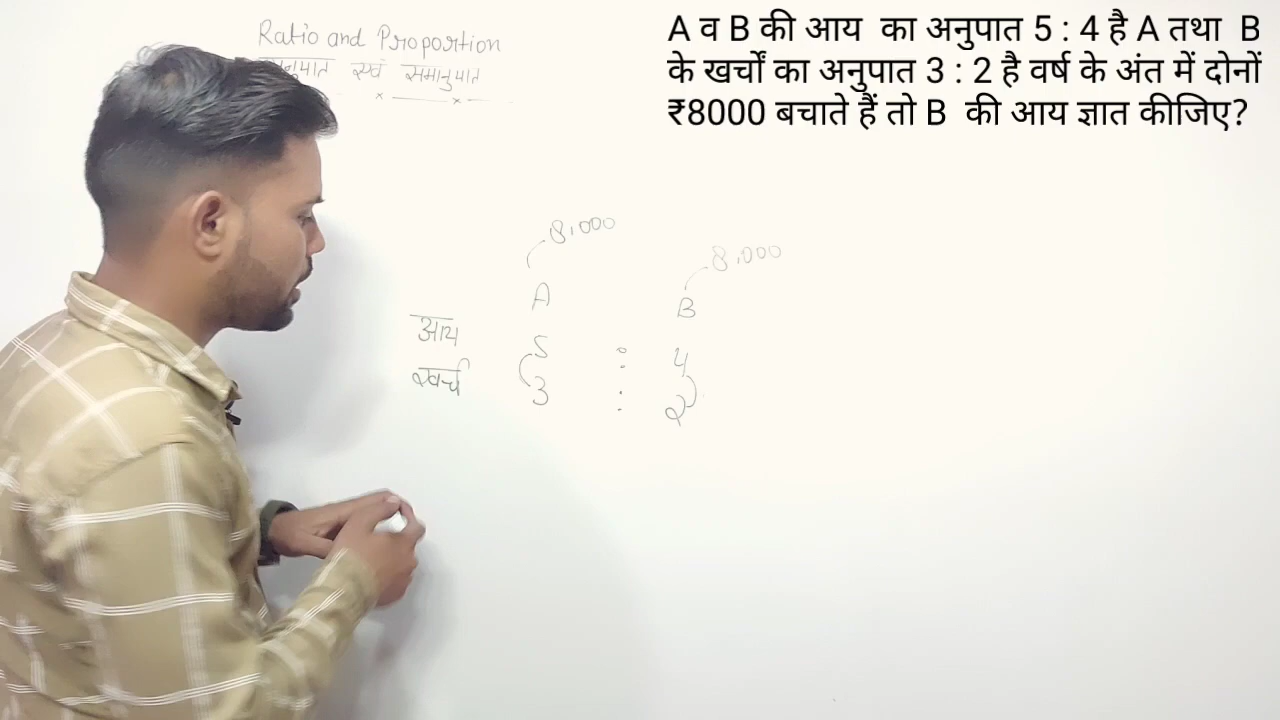 Ratio and Proportion
अनुपात एवं समानुपात
A व B की आय का अनुपात 5 : 4 है A तथा B
के खर्चों का अनुपात 3 : 2 है वर्ष के अंत में दोनों
₹8000 बचाते हैं तो B की आय ज्ञात कीजिए?
8,000 8,000
A B
आय 5 : 4
खर्च 3 : 2